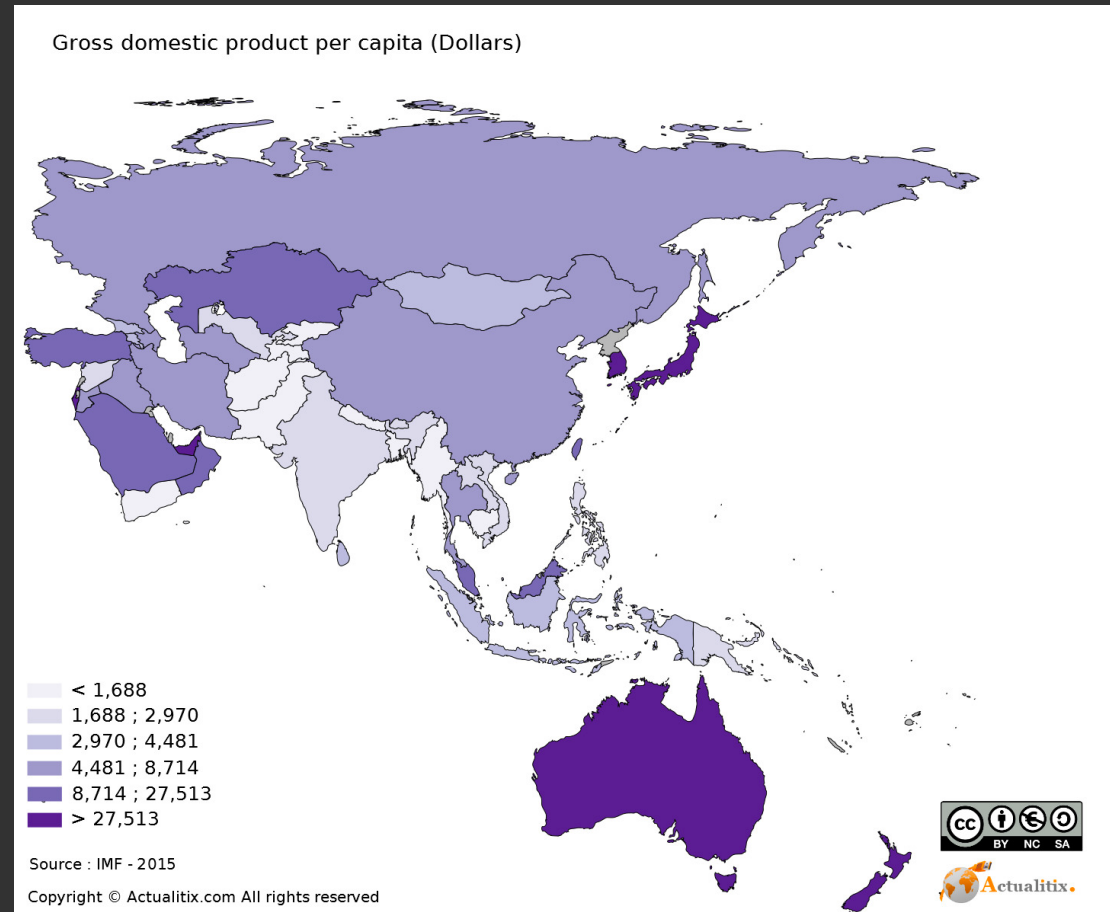 Gross domestic product per capita (Dollars)
< 1,688
1,688 ; 2,970
2,970 ; 4,481
4,481 ; 8,714
8,714 ; 27,513
> 27,513
Source : IMF - 2015
Copyright © Actualitix.com All rights reserved
cc
BY NC SA
Actualitix.